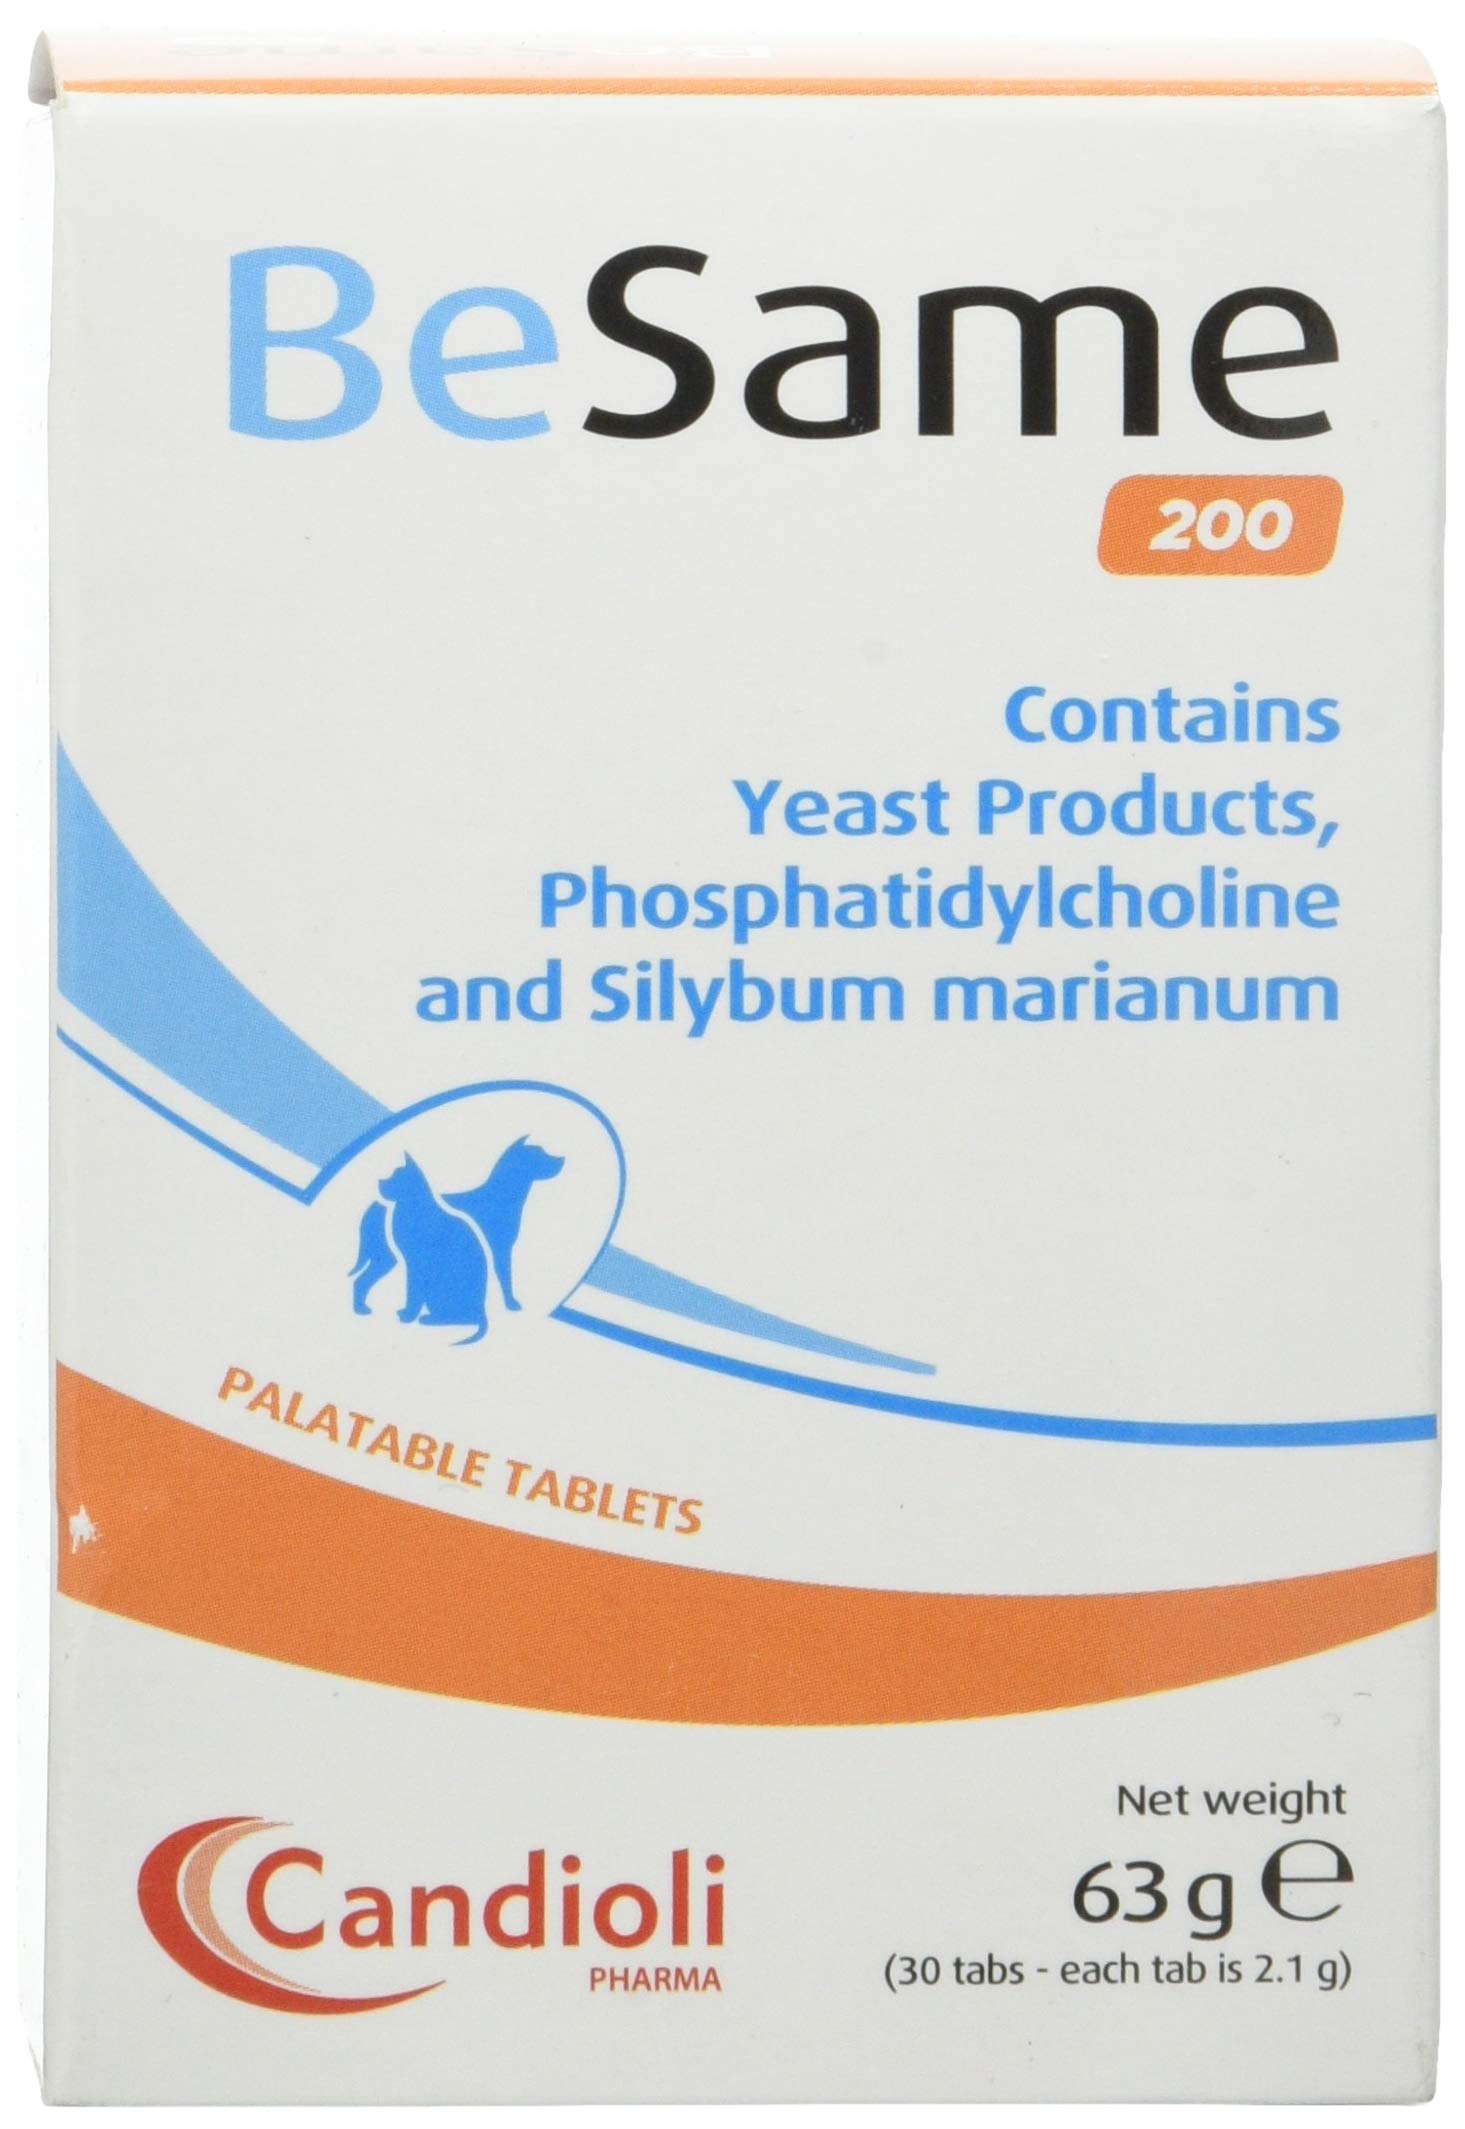 BeSame
200
Contains
Yeast Products,
Phosphatidylcholine
and Silybum marianum
PALATABLE TABLETS
Candioli
PHARMA
Net weight
63 g ℮
(30 tabs - each tab is 2.1 g)